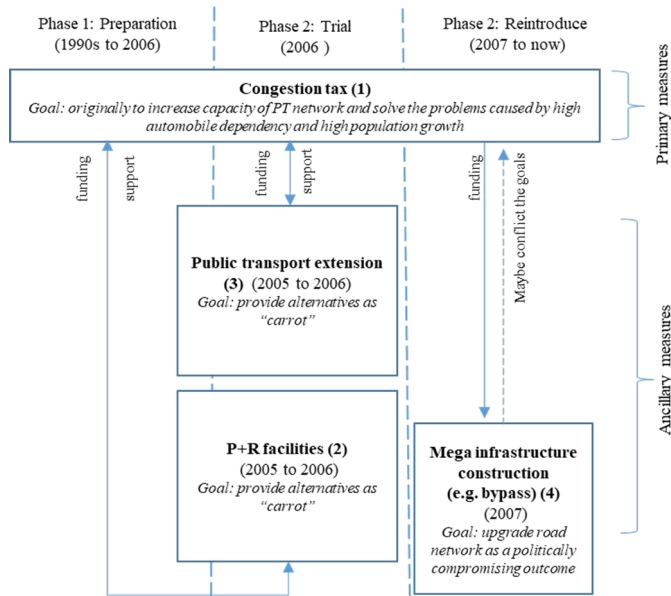 Phase 1: Preparation
(1990s to 2006)
Phase 2: Trial
(2006 )
Phase 2: Reintroduce
(2007 to now)
Congestion tax (1)
Goal: originally to increase capacity of PT network and solve the problems caused by high
automobile dependency and high population growth
Primary measures
funding
support
funding
support
funding
Maybe conflict the goals
Public transport extension
(3) (2005 to 2006)
Goal: provide alternatives as
“carrot”
P+R facilities (2)
(2005 to 2006)
Goal: provide alternatives as
“carrot”
Mega infrastructure
construction
(e.g. bypass) (4)
(2007)
Goal: upgrade road
network as a politically
compromising outcome
Ancillary measures